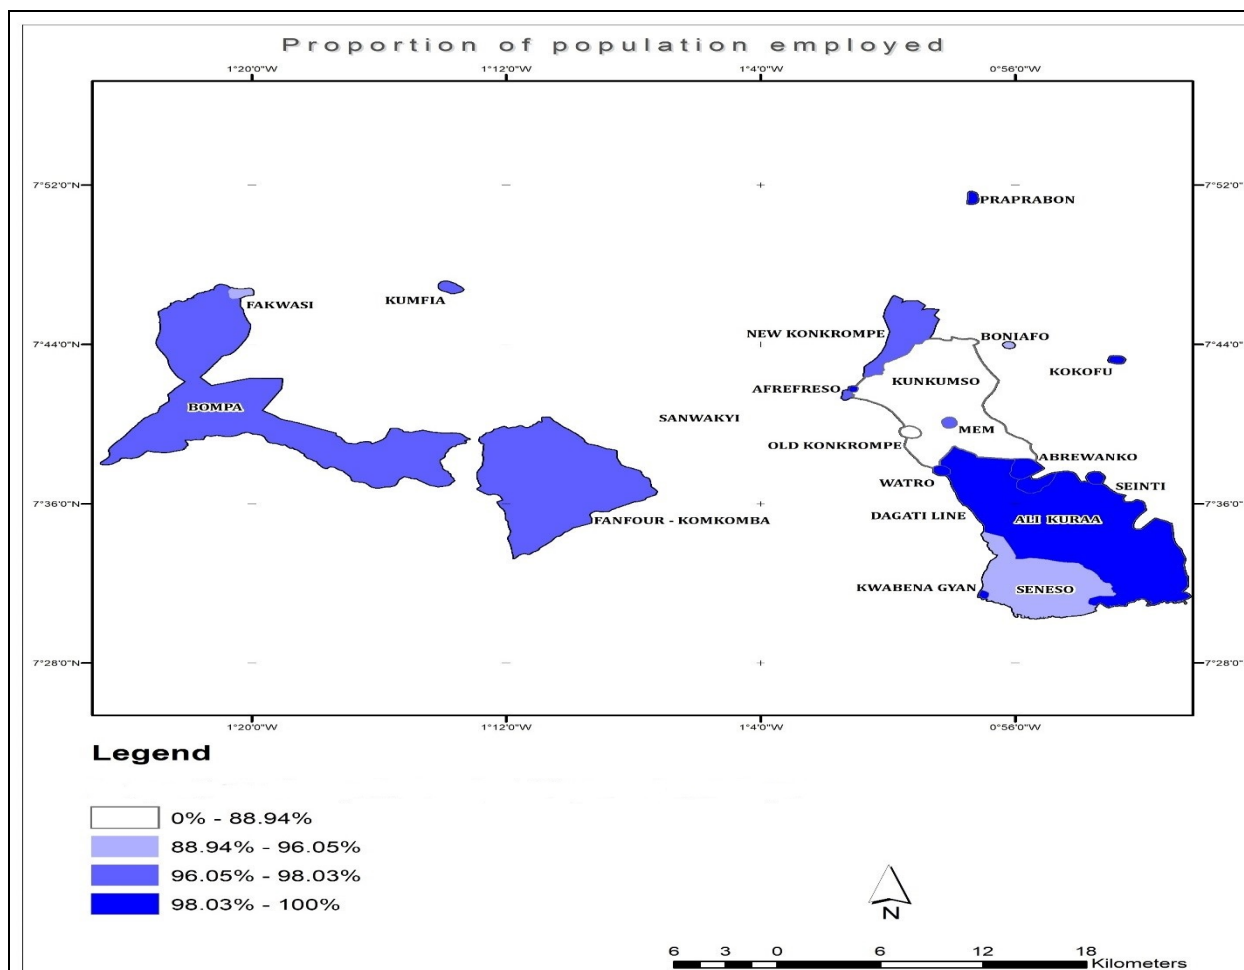 Proportion of population employed
1°20'0"W 1°12'0"W 1°4'0"W 0°56'0"W
7°52'0"N 7°52'0"N
PRAPRABON
FAKWASI KUMFIA
NEW KONKROMPE BONIAFO
7°44'0"N 7°44'0"N
KOKOFU
KUNKUMSO
AFREFRESO
BOMPA
SANWAKYI
MEM
OLD KONKROMPE
ABREWANKO
WATRO SEINTI
7°36'0"N 7°36'0"N
FANFOUR - KOMKOMBA DAGATI LINE ALI KURAA
KWABENA GYAN SENESO
7°28'0"N 7°28'0"N
1°20'0"W 1°12'0"W 1°4'0"W 0°56'0"W
Legend
0% - 88.94%
88.94% - 96.05%
96.05% - 98.03%
98.03% - 100%
N
6 3 0 6 12 18
Kilometers